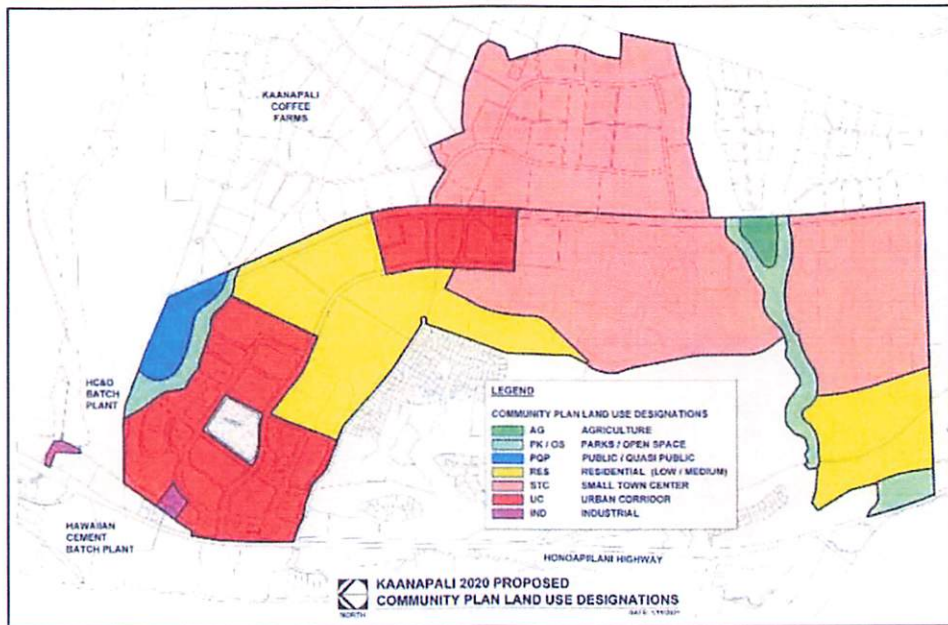 KAANAPALI
COFFEE
FARMS
HC&D
BATCH
PLANT
HAWAIIAN
CEMENT
BATCH PLANT
LEGEND
COMMUNITY PLAN LAND USE DESIGNATIONS
AG AGRICULTURE
PK / OS PARKS / OPEN SPACE
PQP PUBLIC / QUASI PUBLIC
RES RESIDENTIAL (LOW / MEDIUM)
STC SMALL TOWN CENTER
UC URBAN CORRIDOR
IND INDUSTRIAL
HONOAPIILANI HIGHWAY
KAANAPALI 2020 PROPOSED
COMMUNITY PLAN LAND USE DESIGNATIONS
NORTH
DATE: